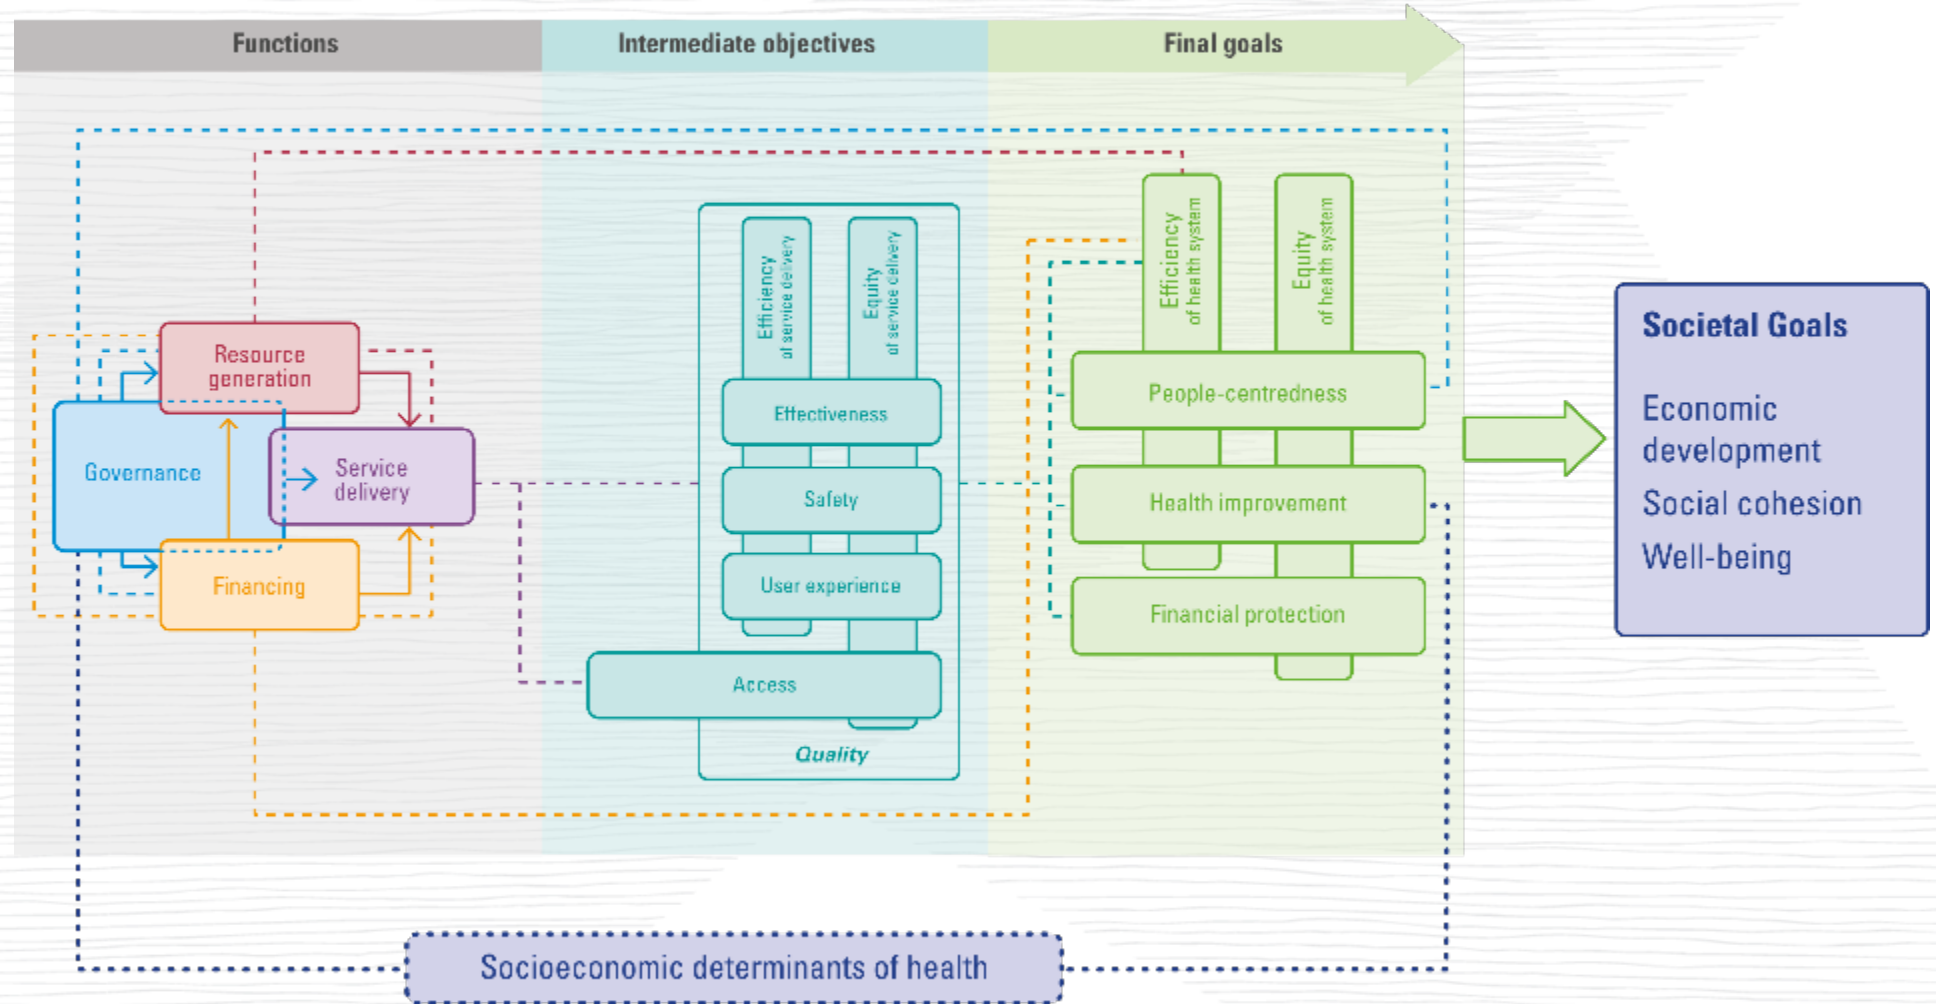 Functions
Intermediate objectives
Final goals
Resource
generation
Governance
Service
delivery
Financing
Efficiency
of service delivery
Equity
of service delivery
Effectiveness
Safety
User experience
Access
Quality
Efficiency
of health system
Equity
of health system
People-centredness
Health improvement
Financial protection
Societal Goals
Economic
development
Social cohesion
Well-being
Socioeconomic determinants of health